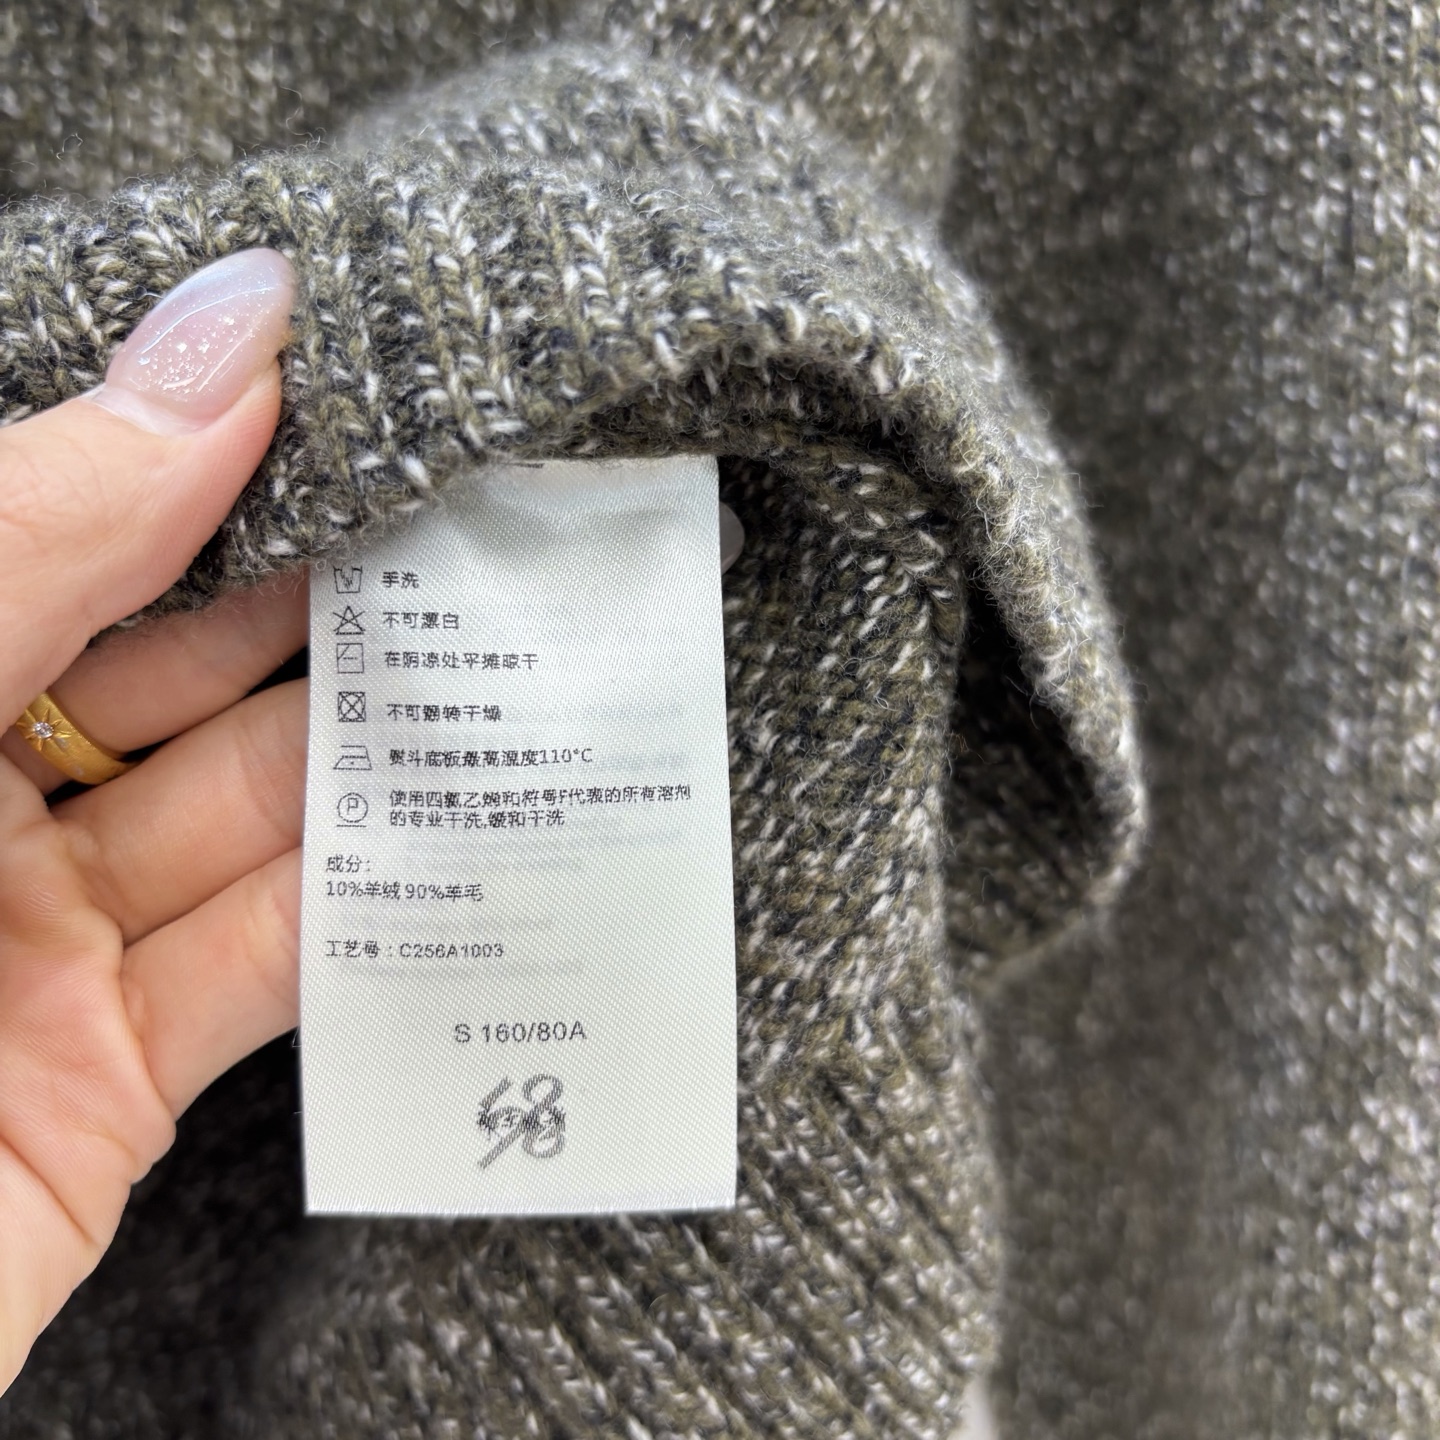 手洗
不可漂白
在阴凉处平摊晾干
不可翻转干燥
熨斗底板最高温度110°C
使用四氯乙烯和符号F代表的所有溶剂
的专业干洗,缓和干洗
成分：
10%羊绒 90%羊毛
工艺号：C256A1003
S 160/80A